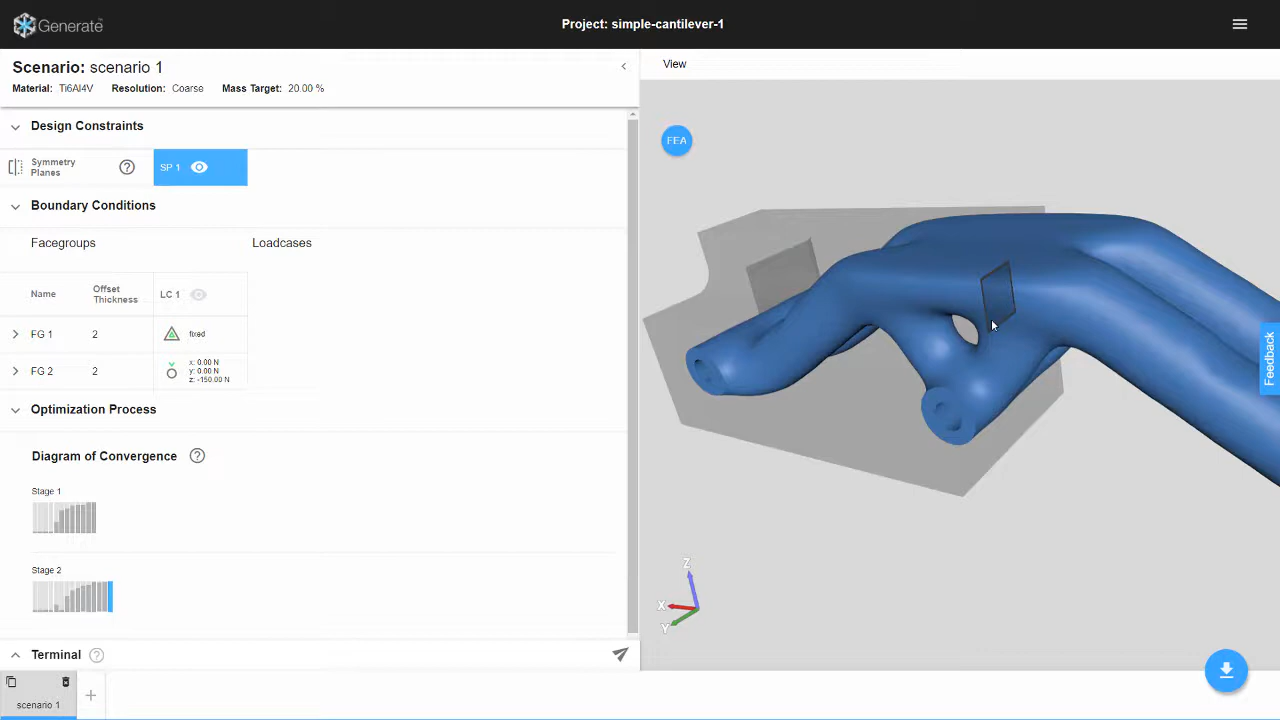 Generate
Project: simple-cantilever-1
Scenario: scenario 1
Material: Ti6Al4V Resolution: Coarse Mass Target: 20.00 %
View
FEA
Design Constraints
Symmetry
Planes
SP 1
Boundary Conditions
Facegroups Loadcases
Name Offset
Thickness LC 1
FG 1 2 fixed
FG 2 2 x: 0.00 N
y: 0.00 N
z: -150.00 N
Optimization Process
Diagram of Convergence
Stage 1
Stage 2
Z
X
Y
Feedback
Terminal
scenario 1